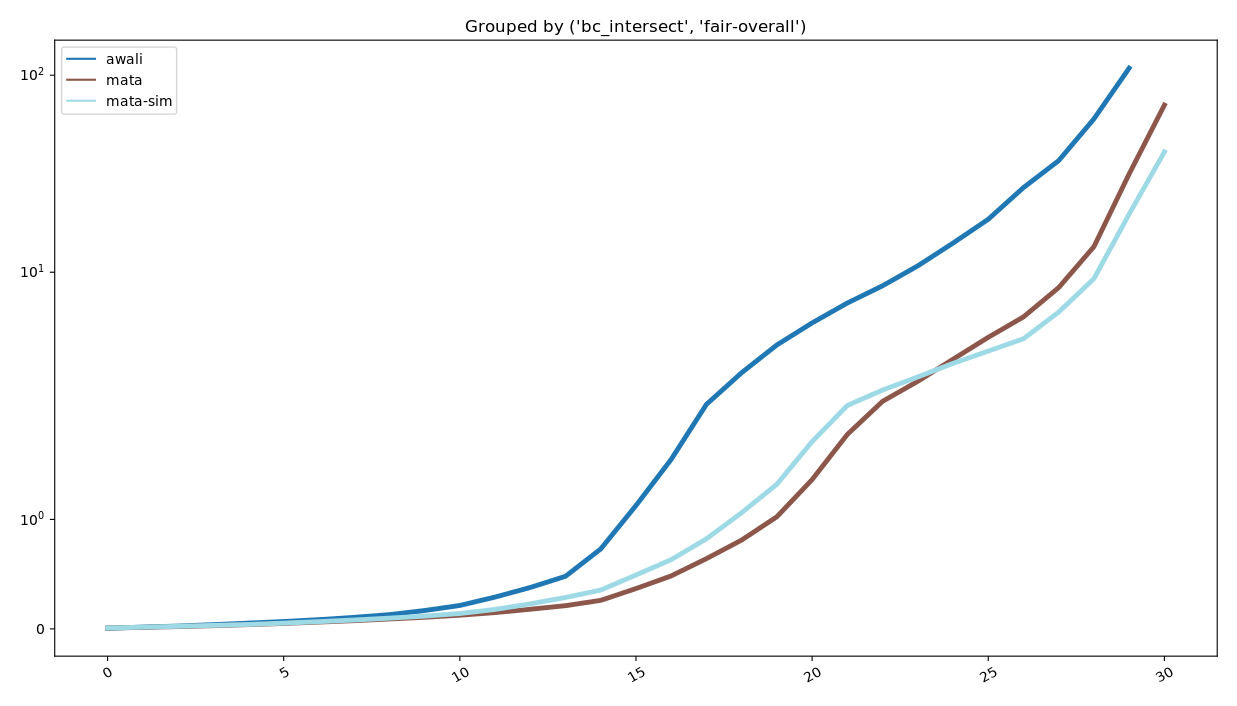 Grouped by ('bc_intersect', 'fair-overall')
awali
mata
mata-sim
10²
10¹
10⁰
0
0 5 10 15 20 25 30